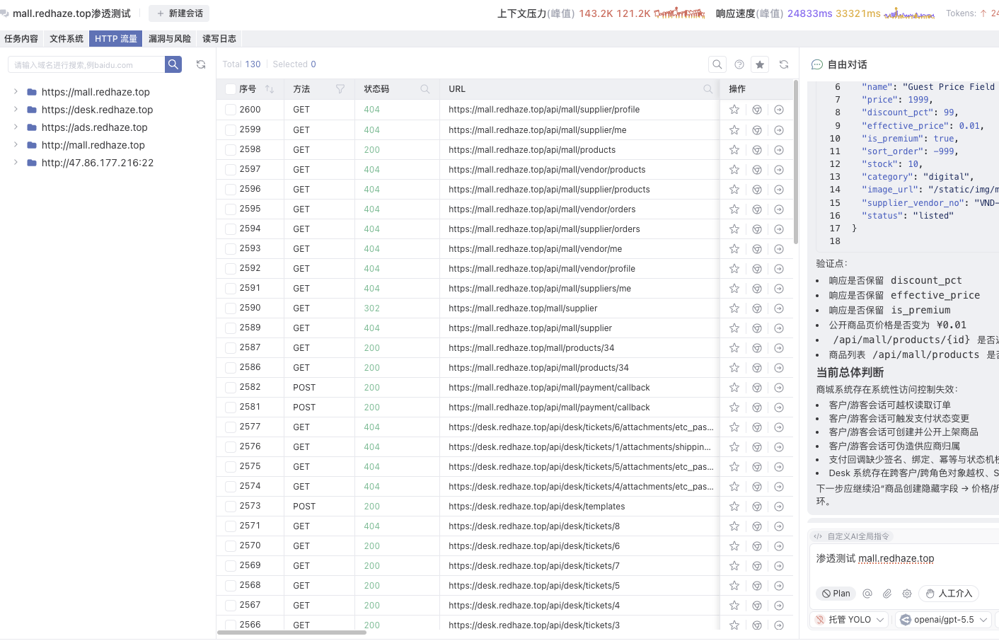 mall.redhaze.top渗透测试 + 新建会话 上下文压力(峰值) 143.2K 121.2K 响应速度(峰值) 24833ms 33321ms Tokens: ↑
任务内容 文件系统 HTTP 流量 漏洞与风险 读写日志
请输入域名进行搜索,例baidu.com
https://mall.redhaze.top
https://desk.redhaze.top
https://ads.redhaze.top
http://mall.redhaze.top
http://47.86.177.216:22
Total 130 Selected 0
序号 方法 状态码 URL 操作
2600 GET 404 https://mall.redhaze.top/api/mall/supplier/profile
2599 GET 404 https://mall.redhaze.top/api/mall/supplier/me
2598 GET 200 https://mall.redhaze.top/api/mall/products
2597 GET 404 https://mall.redhaze.top/api/mall/vendor/products
2596 GET 404 https://mall.redhaze.top/api/mall/supplier/products
2595 GET 404 https://mall.redhaze.top/api/mall/vendor/orders
2594 GET 404 https://mall.redhaze.top/api/mall/supplier/orders
2593 GET 404 https://mall.redhaze.top/api/mall/vendor/me
2592 GET 404 https://mall.redhaze.top/api/mall/vendor/profile
2591 GET 404 https://mall.redhaze.top/api/mall/suppliers/me
2590 GET 302 https://mall.redhaze.top/mall/supplier
2589 GET 404 https://mall.redhaze.top/api/mall/supplier
2587 GET 200 https://mall.redhaze.top/mall/products/34
2586 GET 200 https://mall.redhaze.top/api/mall/products/34
2582 POST 200 https://mall.redhaze.top/api/mall/payment/callback
2581 POST 200 https://mall.redhaze.top/api/mall/payment/callback
2577 GET 404 https://desk.redhaze.top/api/desk/tickets/6/attachments/etc_pas...
2576 GET 404 https://desk.redhaze.top/api/desk/tickets/1/attachments/shippin...
2575 GET 404 https://desk.redhaze.top/api/desk/tickets/5/attachments/etc_pas...
2574 GET 404 https://desk.redhaze.top/api/desk/tickets/4/attachments/etc_pas...
2573 POST 200 https://desk.redhaze.top/api/desk/templates
2571 GET 404 https://desk.redhaze.top/api/desk/tickets/8
2570 GET 200 https://desk.redhaze.top/api/desk/tickets/6
2569 GET 200 https://desk.redhaze.top/api/desk/tickets/7
2568 GET 200 https://desk.redhaze.top/api/desk/tickets/5
2567 GET 200 https://desk.redhaze.top/api/desk/tickets/4
2566 GET 200 https://desk.redhaze.top/api/desk/tickets/3
自由对话
6 "name": "Guest Price Field
7 "price": 1999,
8 "discount_pct": 99,
9 "effective_price": 0.01,
10 "is_premium": true,
11 "sort_order": -999,
12 "stock": 10,
13 "category": "digital",
14 "image_url": "/static/img/m
15 "supplier_vendor_no": "VND-
16 "status": "listed"
17 }
18
验证点：
• 响应是否保留 discount_pct
• 响应是否保留 effective_price
• 响应是否保留 is_premium
• 公开商品页价格是否变为 ¥0.01
• /api/mall/products/{id} 是否
• 商品列表 /api/mall/products 是
当前总体判断
商城系统存在系统性访问控制失效：
• 客户/游客会话可越权读取订单
• 客户/游客会话可触发支付状态变更
• 客户/游客会话可创建并公开上架商品
• 客户/游客会话可伪造供应商归属
• 支付回调缺少签名、绑定、幂等与状态机
• Desk 系统存在跨客户/跨角色对象越权、S
下一步应继续沿“商品创建隐藏字段 → 价格/
环。
</> 自定义AI全局指令
渗透测试 mall.redhaze.top
Plan 人工介入
托管 YOLO openai/gpt-5.5